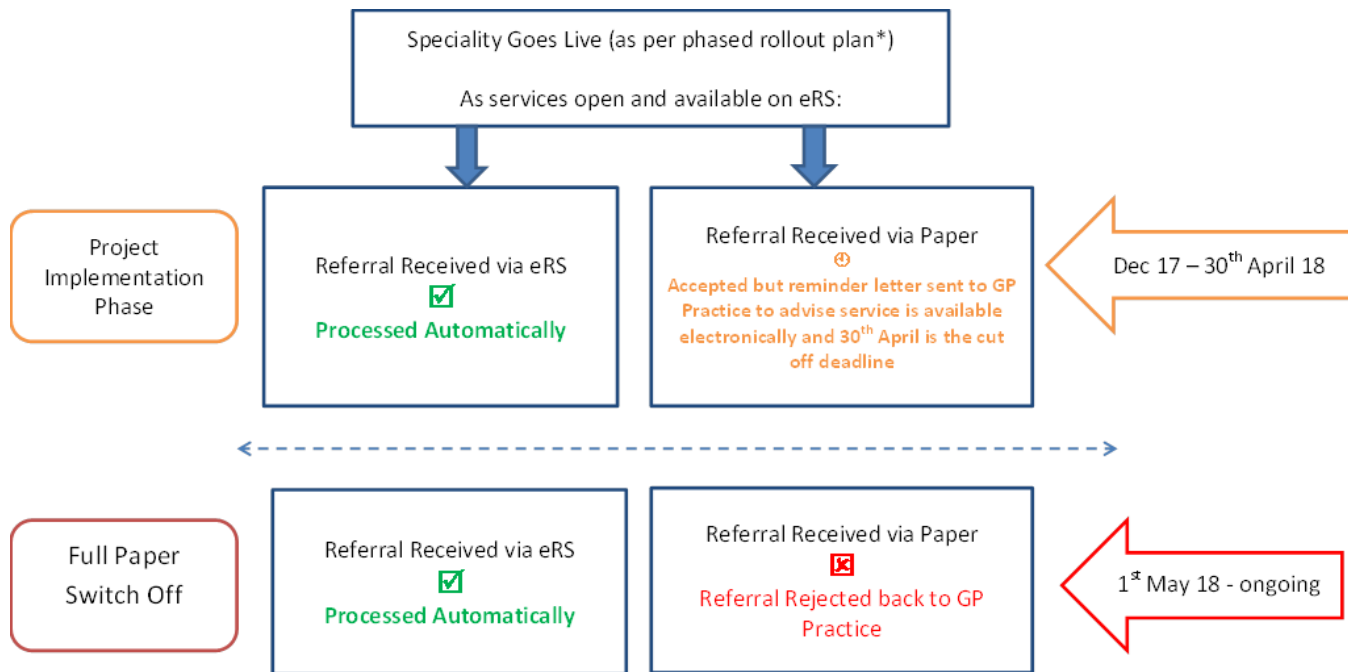 Speciality Goes Live (as per phased rollout plan*)
As services open and available on eRS:
Project
Implementation
Phase
Referral Received via eRS
Processed Automatically
Referral Received via Paper
Accepted but reminder letter sent to GP
Practice to advise service is available
electronically and 30th April is the cut
off deadline
Dec 17 – 30th April 18
Full Paper
Switch Off
Referral Received via eRS
Processed Automatically
Referral Received via Paper
Referral Rejected back to GP
Practice
1st May 18 - ongoing